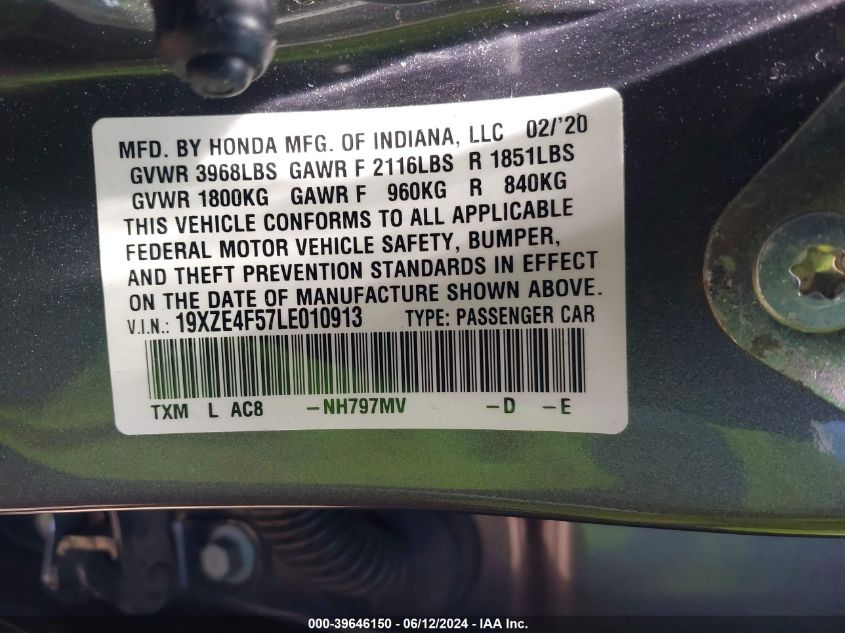 MFD. BY HONDA MFG. OF INDIANA, LLC 02/'20
GVWR 3968LBS GAWR F 2116LBS R 1851LBS
GVWR 1800KG GAWR F 960KG R 840KG
THIS VEHICLE CONFORMS TO ALL APPLICABLE
FEDERAL MOTOR VEHICLE SAFETY, BUMPER,
AND THEFT PREVENTION STANDARDS IN EFFECT
ON THE DATE OF MANUFACTURE SHOWN ABOVE.
V.I.N.: 19XZE4F57LE010913 TYPE: PASSENGER CAR
TXM L AC8 -NH797MV -D -E
000-39646150 - 06/12/2024 - IAA Inc.